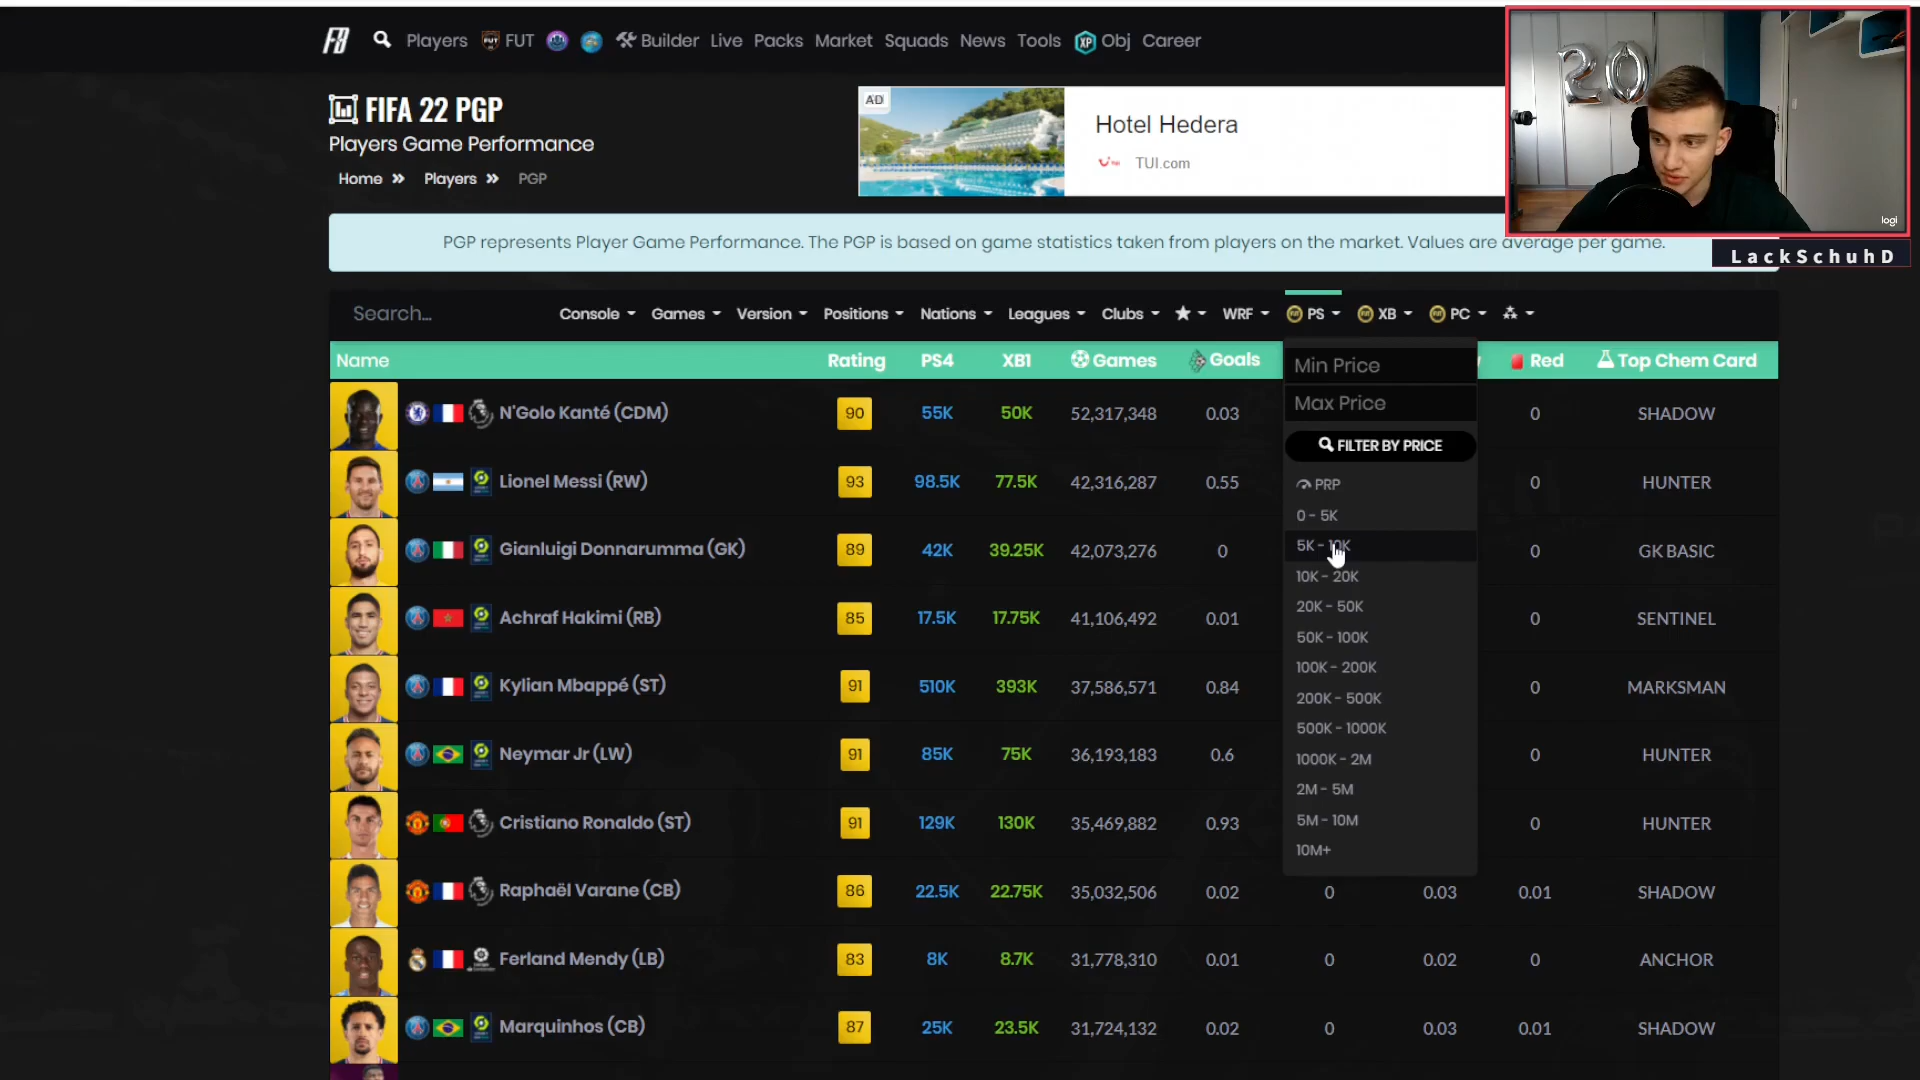 Players FUT Builder Live Packs Market Squads News Tools XP Obj Career
20
FIFA 22 PGP
Players Game Performance
Home » Players » PGP
AD
Hotel Hedera
TUI.com
logi
LackSchuhD
PGP represents Player Game Performance. The PGP is based on game statistics taken from players on the market. Values are average per game.
Search... Console Games Version Positions Nations Leagues Clubs WRF PS XB PC
Name Rating PS4 XB1 Games Goals Red Top Chem Card
N'Golo Kanté (CDM) 90 55K 50K 52,317,348 0.03 0 SHADOW
Lionel Messi (RW) 93 98.5K 77.5K 42,316,287 0.55 0 HUNTER
Gianluigi Donnarumma (GK) 89 42K 39.25K 42,073,276 0 0 GK BASIC
Achraf Hakimi (RB) 85 17.5K 17.75K 41,106,492 0.01 0 SENTINEL
Kylian Mbappé (ST) 91 510K 393K 37,586,571 0.84 0 MARKSMAN
Neymar Jr (LW) 91 85K 75K 36,193,183 0.6 0 HUNTER
Cristiano Ronaldo (ST) 91 129K 130K 35,469,882 0.93 0 HUNTER
Raphaël Varane (CB) 86 22.5K 22.75K 35,032,506 0.02 0 0.03 0.01 SHADOW
Ferland Mendy (LB) 83 8K 8.7K 31,778,310 0.01 0 0.02 0 ANCHOR
Marquinhos (CB) 87 25K 23.5K 31,724,132 0.02 0 0.03 0.01 SHADOW
Min Price
Max Price
FILTER BY PRICE
PRP
0 - 5K
5K - 10K
10K - 20K
20K - 50K
50K - 100K
100K - 200K
200K - 500K
500K - 1000K
1000K - 2M
2M - 5M
5M - 10M
10M+